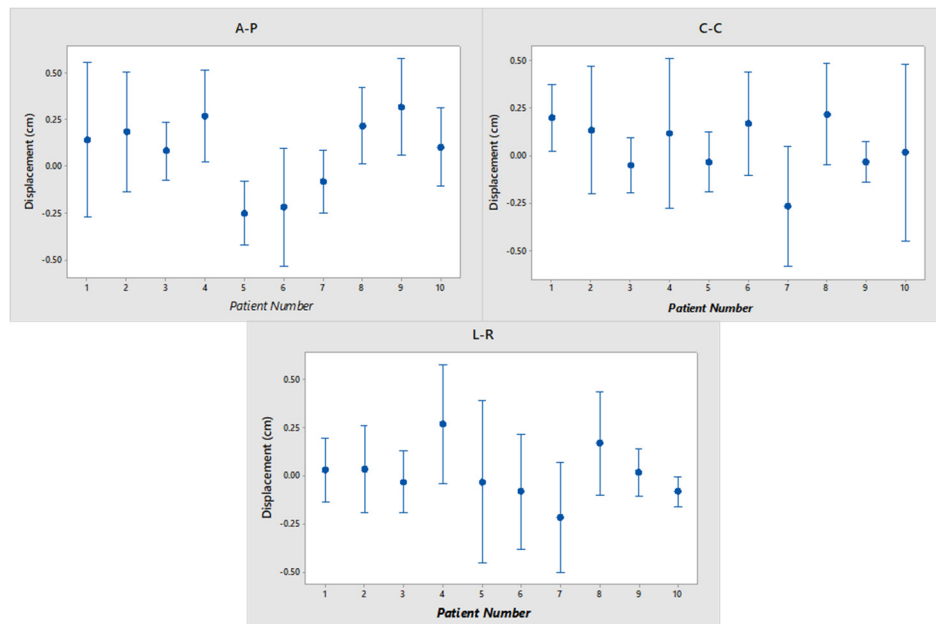 A-P
Displacement (cm)
0.50
0.25
0.00
-0.25
-0.50
1 2 3 4 5 6 7 8 9 10
Patient Number
C-C
Displacement (cm)
0.50
0.25
0.00
-0.25
-0.50
1 2 3 4 5 6 7 8 9 10
Patient Number
L-R
Displacement (cm)
0.50
0.25
0.00
-0.25
-0.50
1 2 3 4 5 6 7 8 9 10
Patient Number